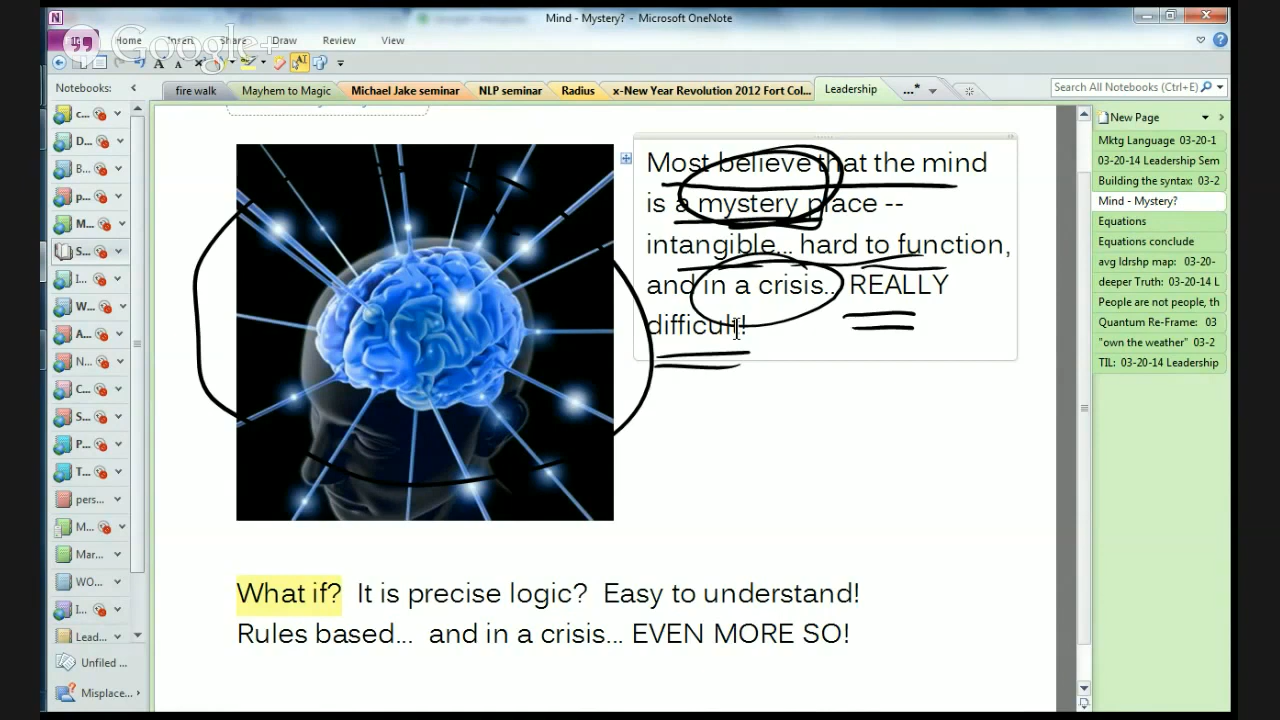 Mind - Mystery? - Microsoft OneNote
Google+
Home Insert Share Draw Review View
Notebooks:
fire walk
Mayhem to Magic
Michael Jake seminar
NLP seminar
Radius
x-New Year Revolution 2012 Fort Col...
Leadership
...*
Search All Notebooks (Ctrl+E)
C...
D...
B...
p...
M...
S...
I...
W...
A...
N...
C...
S...
P...
T...
pers...
M...
Mar...
WO...
I...
Lead...
Unfiled ...
Misplace...
Most believe that the mind
is a mystery place --
intangible... hard to function,
and in a crisis... REALLY
difficult!
What if? It is precise logic? Easy to understand!
Rules based... and in a crisis... EVEN MORE SO!
New Page
Mktg Language 03-20-1
03-20-14 Leadership Sem
Building the syntax: 03-2
Mind - Mystery?
Equations
Equations conclude
avg ldrshp map: 03-20-
deeper Truth: 03-20-14 L
People are not people, th
Quantum Re-Frame: 03
"own the weather" 03-2
TIL: 03-20-14 Leadership